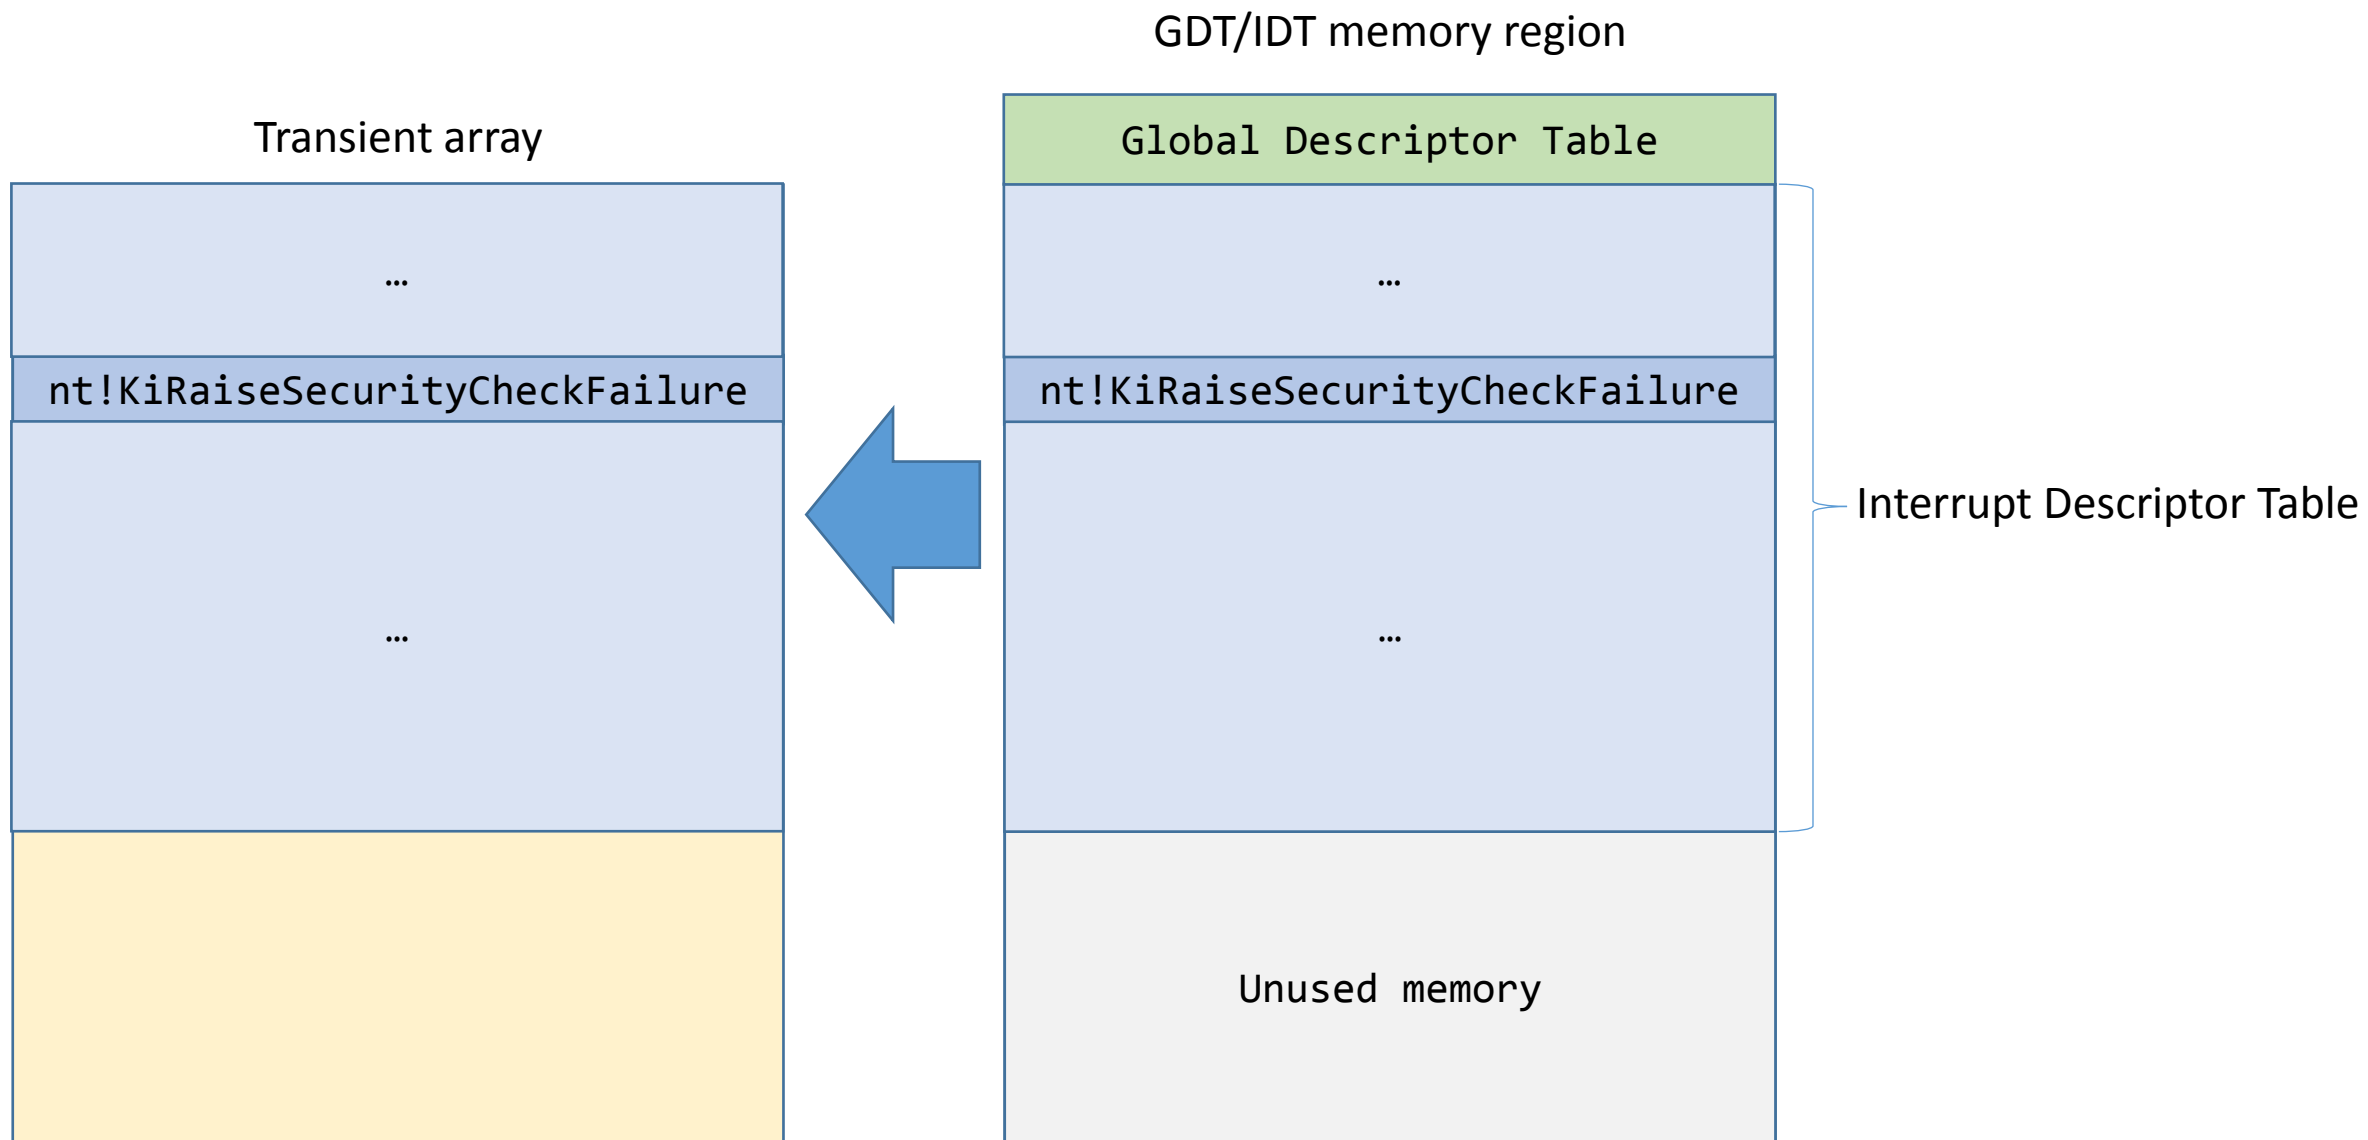 GDT/IDT memory region
Transient array
Global Descriptor Table
…
…
nt!KiRaiseSecurityCheckFailure
nt!KiRaiseSecurityCheckFailure
Interrupt Descriptor Table
…
…
Unused memory